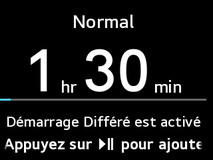 Normal
1 hr 30 min
Démarrage Différé est activé
Appuyez sur ▶|| pour ajoute